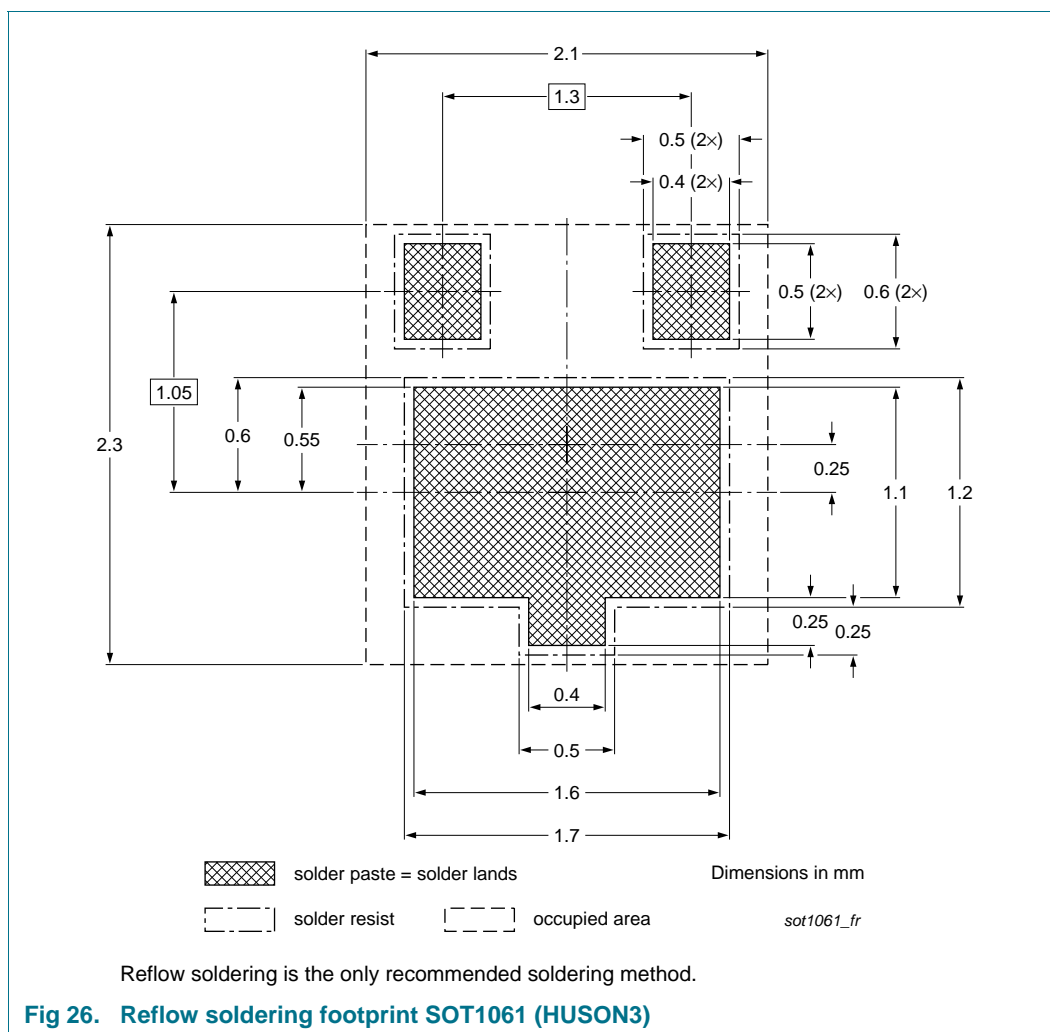 2.1
1.3
0.5 (2×)
0.4 (2×)
0.5 (2×)
0.6 (2×)
1.05
2.3
0.6
0.55
0.25
1.1
1.2
0.25
0.25
0.4
0.5
1.6
1.7
solder paste = solder lands
Dimensions in mm
solder resist
occupied area
sot1061_fr
Reflow soldering is the only recommended soldering method.
Fig 26. Reflow soldering footprint SOT1061 (HUSON3)